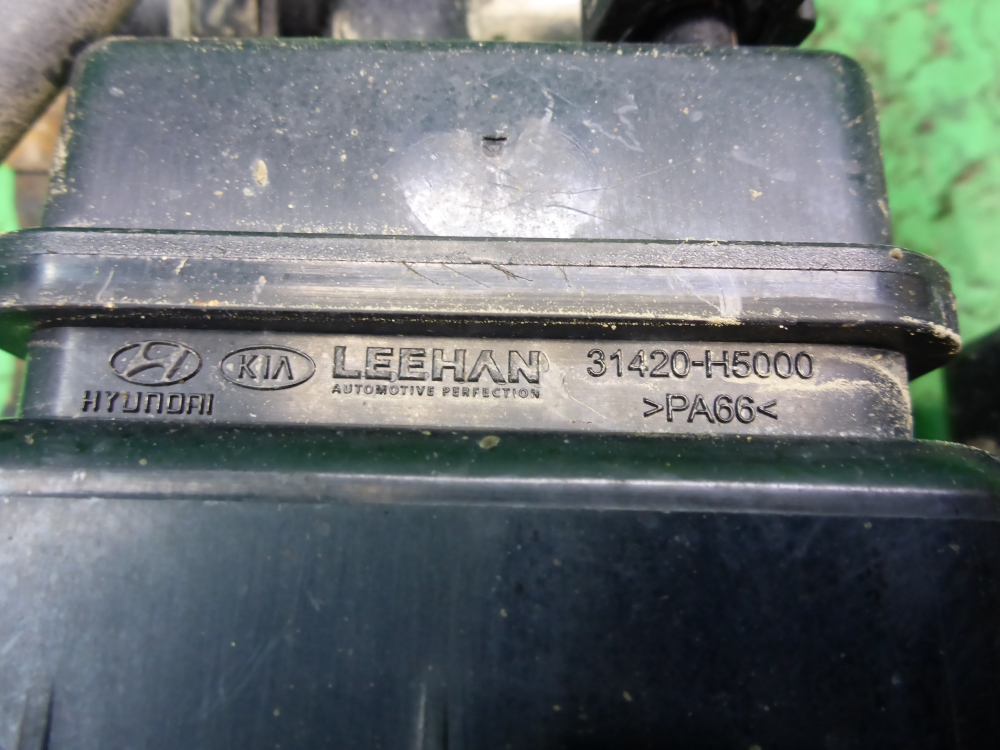 KIA LEEHAN 31420-H5000
HYUNDAI AUTOMOTIVE PERFECTION >PA66<